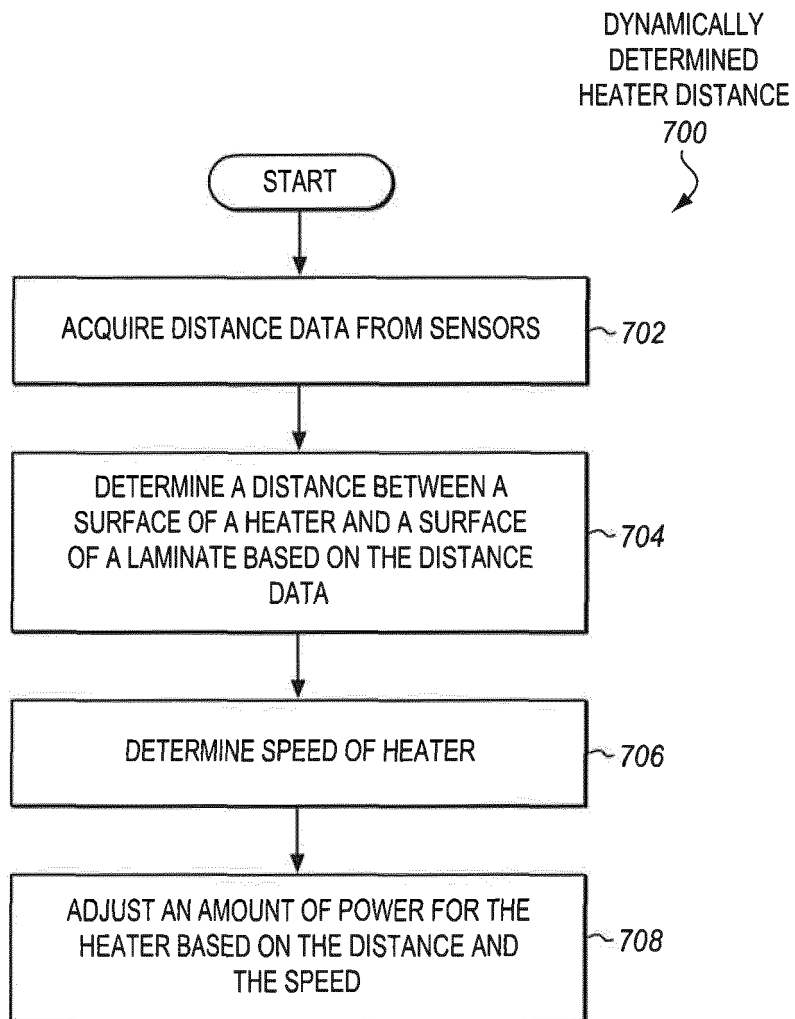 DYNAMICALLY
DETERMINED
HEATER DISTANCE
700
START
ACQUIRE DISTANCE DATA FROM SENSORS
702
DETERMINE A DISTANCE BETWEEN A
SURFACE OF A HEATER AND A SURFACE
OF A LAMINATE BASED ON THE DISTANCE
DATA
704
DETERMINE SPEED OF HEATER
706
ADJUST AN AMOUNT OF POWER FOR THE
HEATER BASED ON THE DISTANCE AND
THE SPEED
708